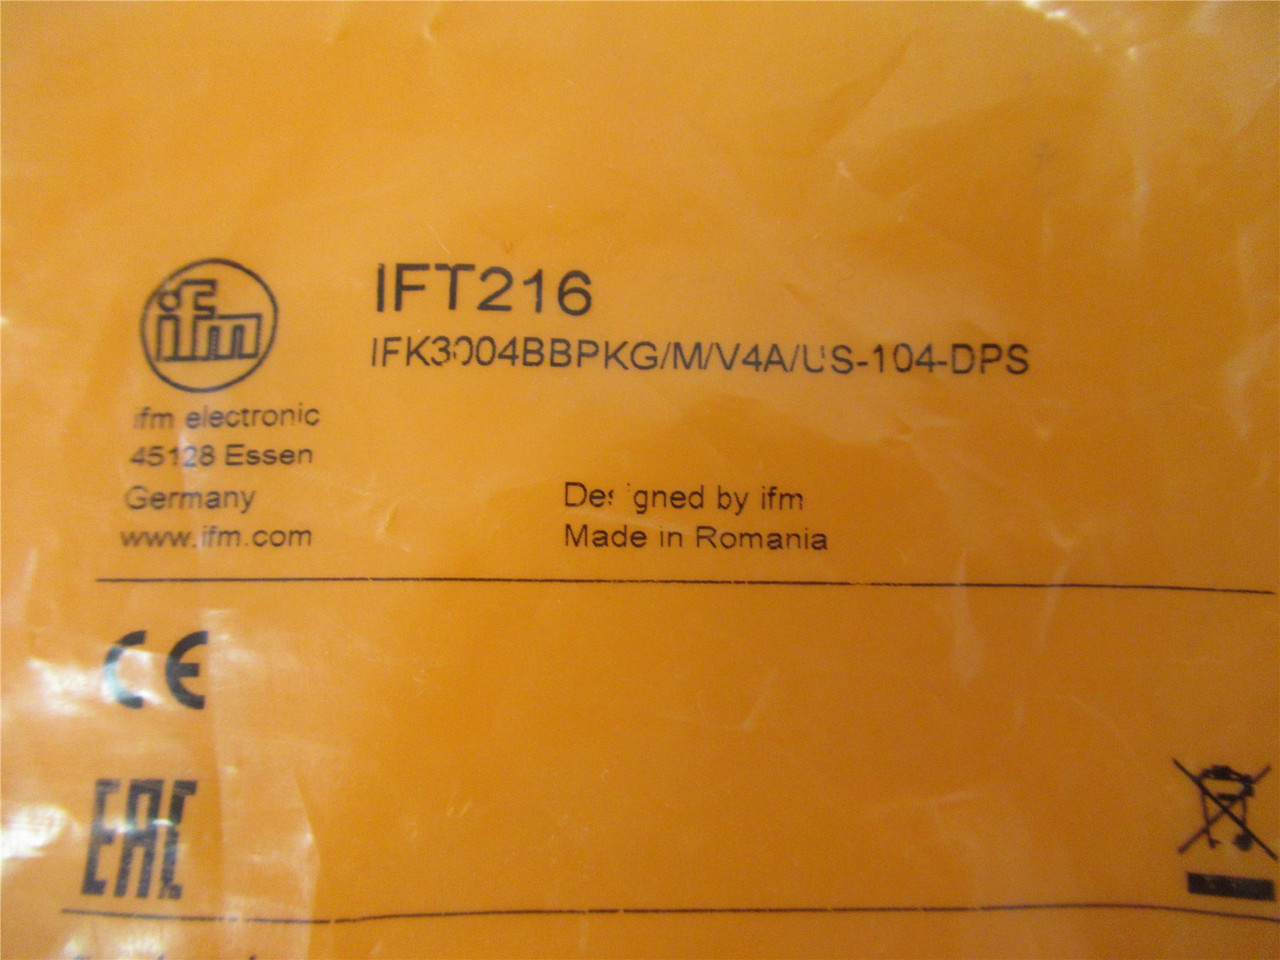 ifm
IFT216
IFK3004BBPKG/M/V4A/US-104-DPS
ifm electronic
45128 Essen
Germany
www.ifm.com
Designed by ifm
Made in Romania
CE
EAC